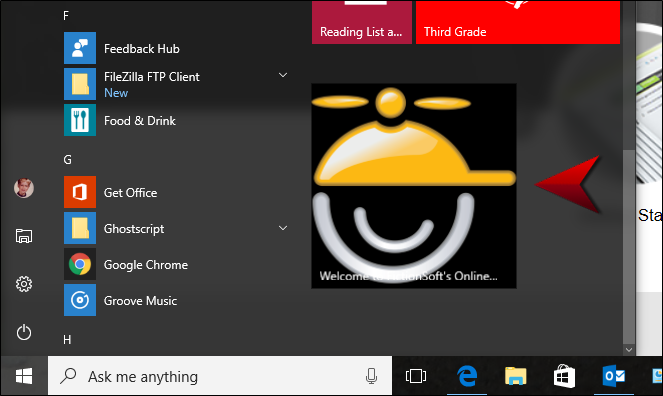 F
Feedback Hub
FileZilla FTP Client
New
Food & Drink
G
Get Office
Ghostscript
Google Chrome
Groove Music
H
Reading List a...
Third Grade
Welcome to
Soft's Online...
Sta
Ask me anything